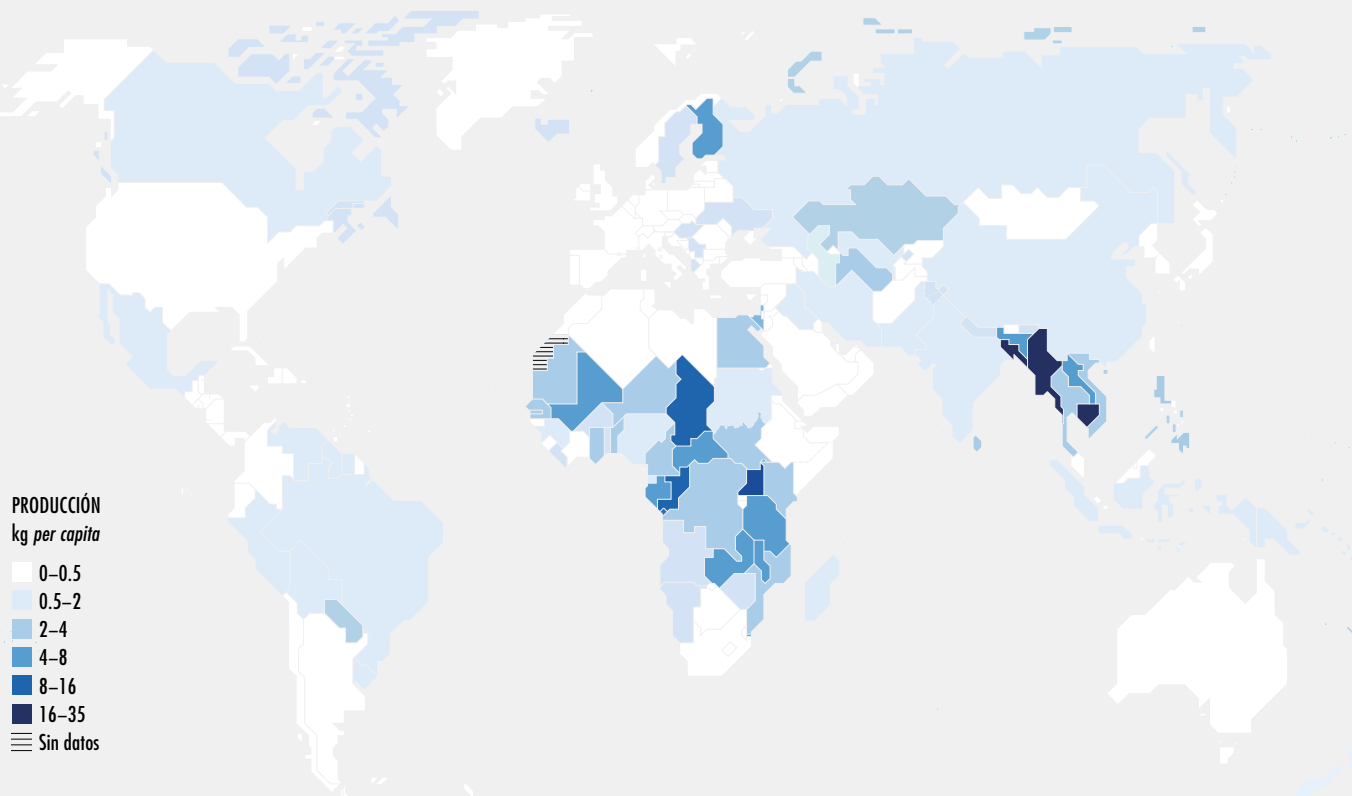 PRODUCCIÓN
kg per capita
0–0.5
0.5–2
2–4
4–8
8–16
16–35
Sin datos